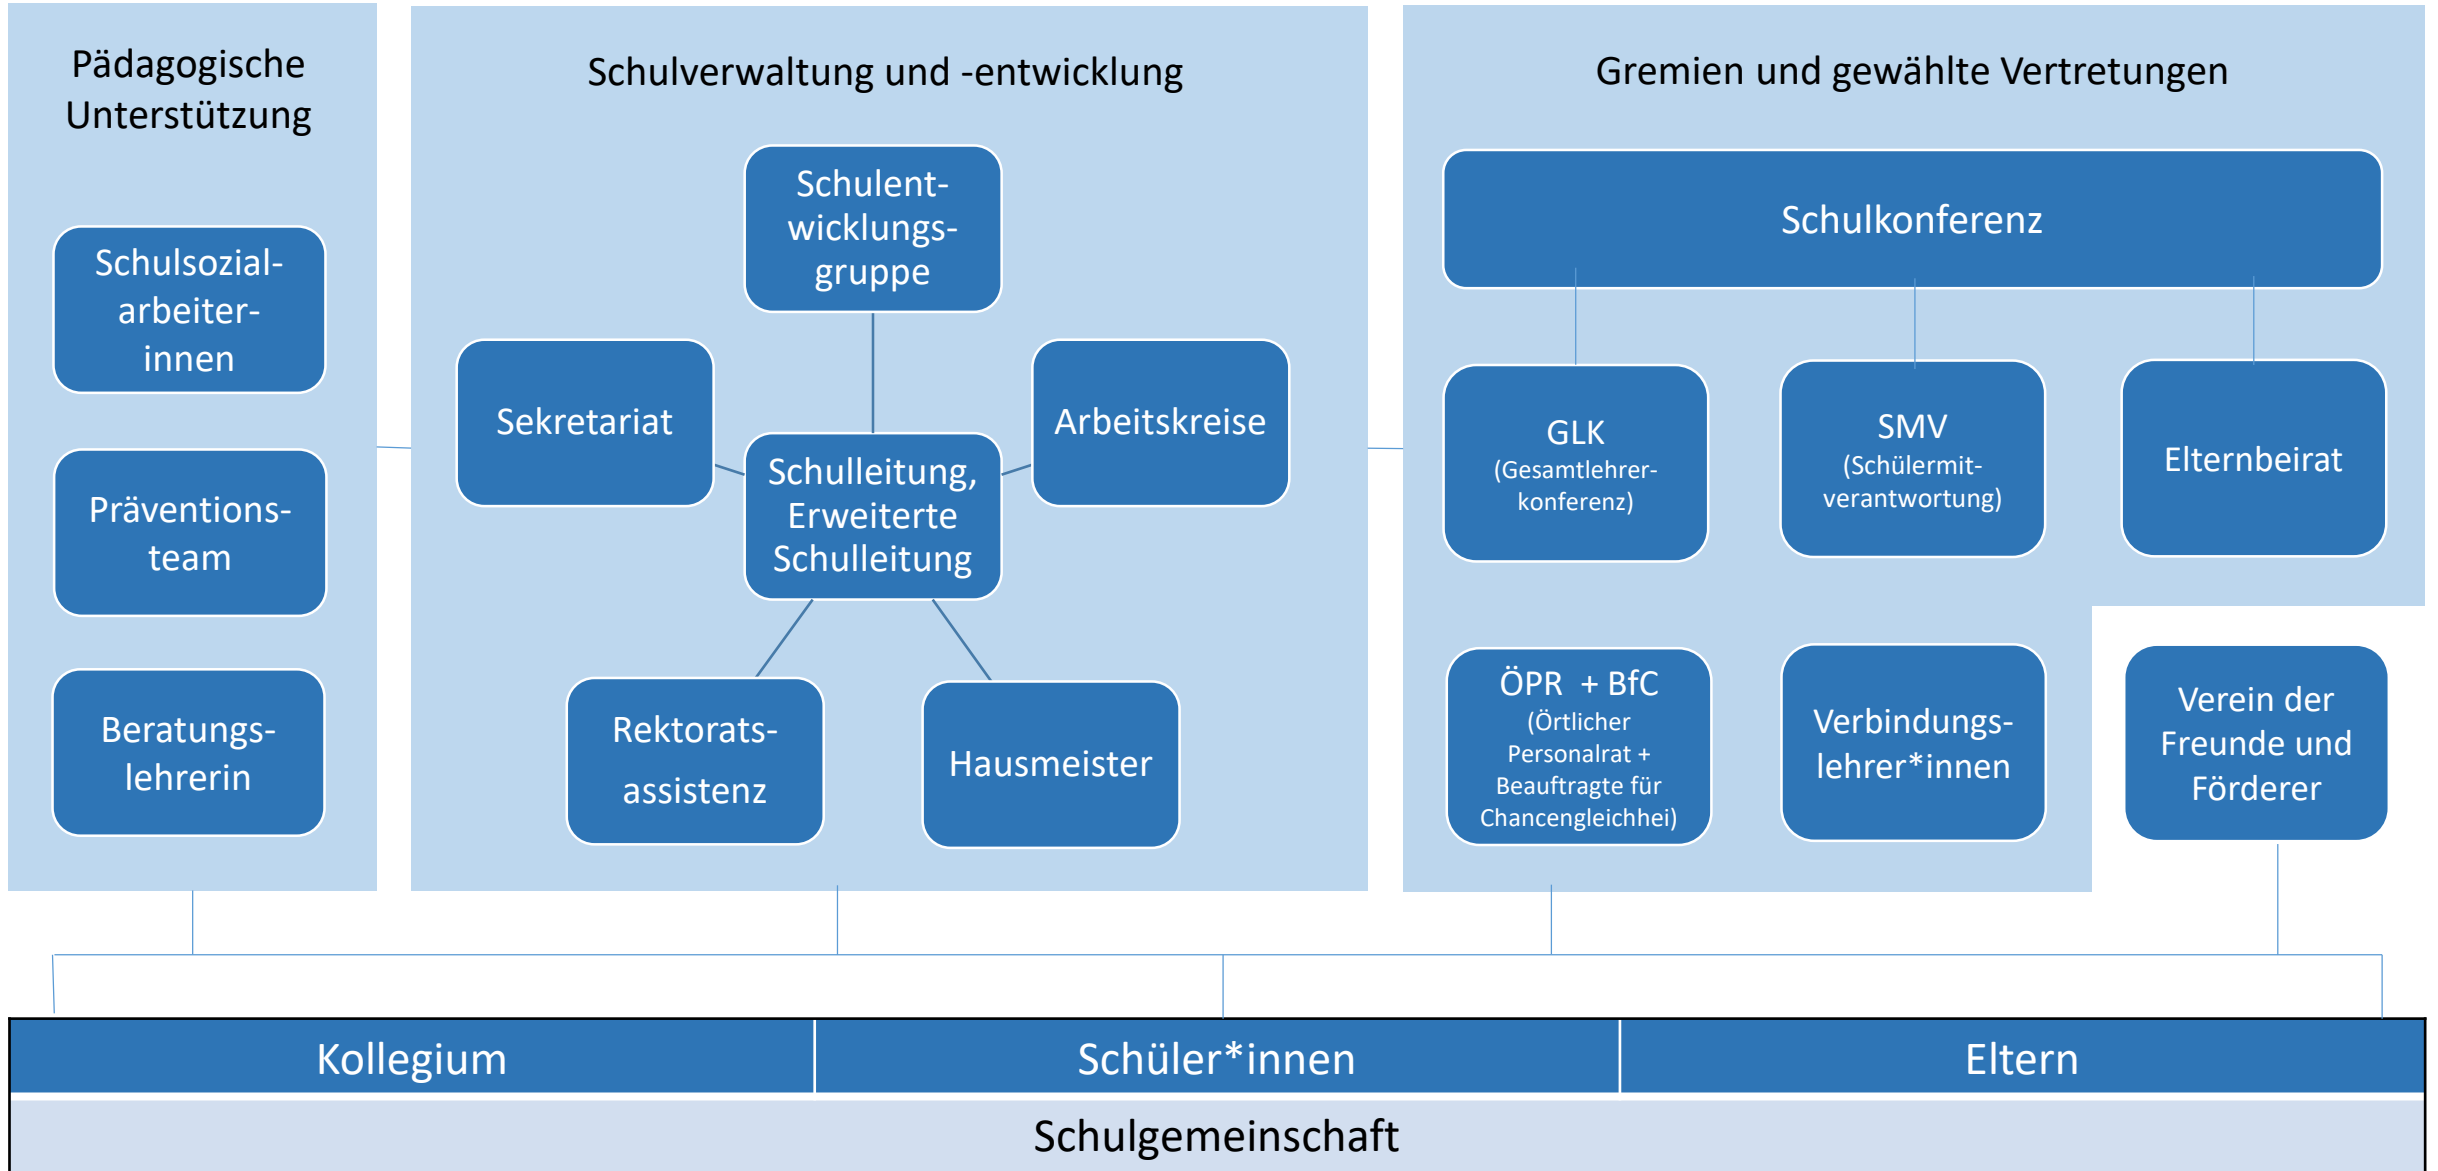 Pädagogische
Unterstützung
Schulsozial-
arbeiter-
innen
Präventions-
team
Beratungs-
lehrerin
Schulverwaltung und -entwicklung
Schulent-
wicklungs-
gruppe
Sekretariat
Arbeitskreise
Schulleitung,
Erweiterte
Schulleitung
Rektorats-
assistenz
Hausmeister
Gremien und gewählte Vertretungen
Schulkonferenz
GLK
(Gesamtlehrer-
konferenz)
SMV
(Schülermit-
verantwortung)
Elternbeirat
ÖPR + BfC
(Örtlicher
Personalrat +
Beauftragte für
Chancengleichhei)
Verbindungs-
lehrer*innen
Verein der
Freunde und
Förderer
Kollegium
Schüler*innen
Eltern
Schulgemeinschaft